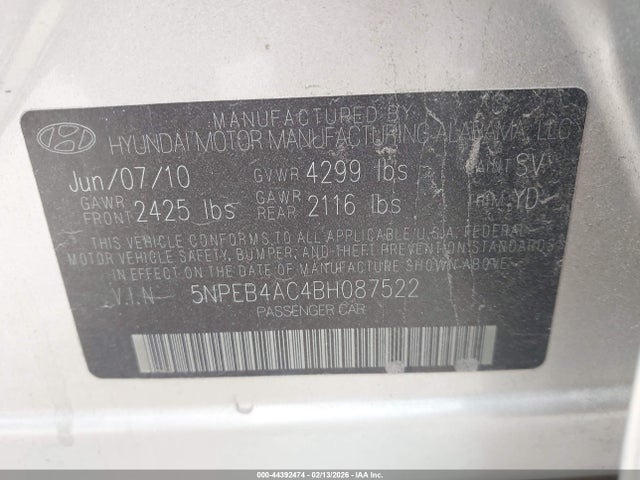 MANUFACTURED BY
HYUNDAI MOTOR MANUFACTURING ALABAMA, LLC
Jun/07/10 GVWR 4299 lbs PAINT SV
GAWR FRONT 2425 lbs GAWR REAR 2116 lbs TRIM YD
THIS VEHICLE CONFORMS TO ALL APPLICABLE U.S.A. FEDERAL
MOTOR VEHICLE SAFETY, BUMPER, AND THEFT PREVENTION STANDARDS
IN EFFECT ON THE DATE OF MANUFACTURE SHOWN ABOVE.
V.I.N 5NPEB4AC4BH087522
PASSENGER CAR
000-44392474 | 02/13/2026 - IAA, Inc.